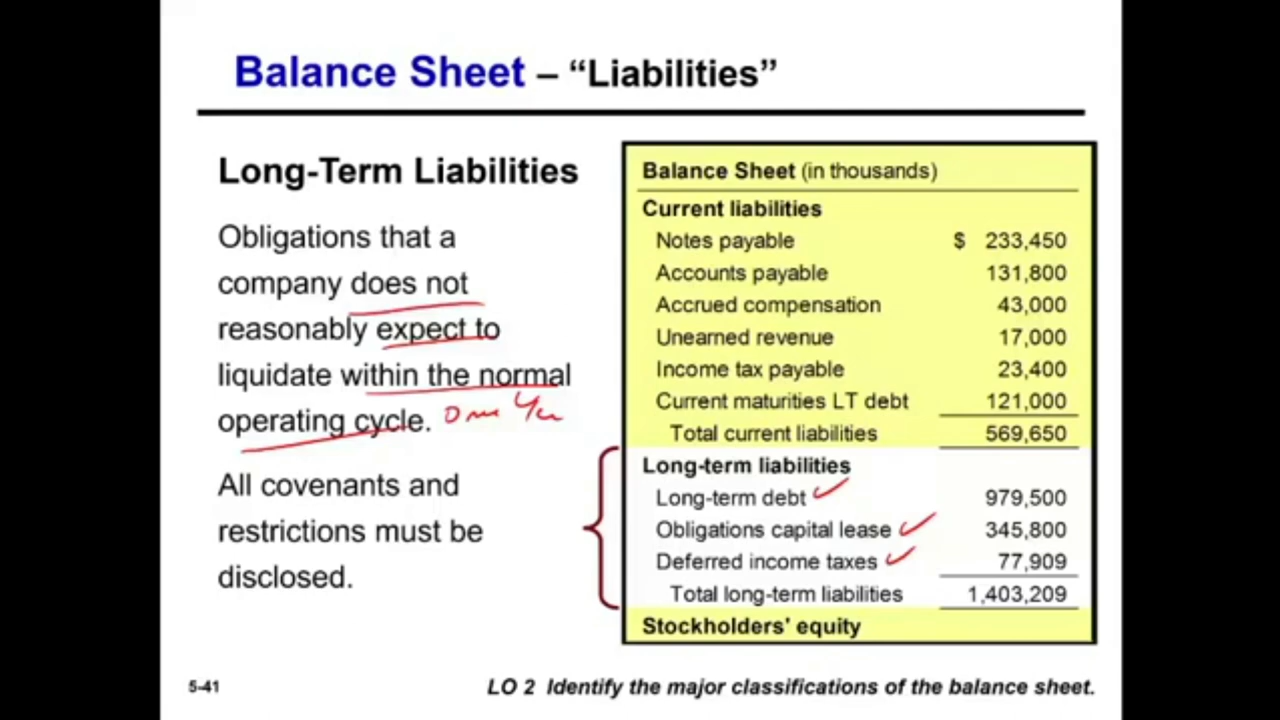 Balance Sheet – “Liabilities”
Long-Term Liabilities
Obligations that a
company does not
reasonably expect to
liquidate within the normal
operating cycle. One Year
All covenants and
restrictions must be
disclosed.
Balance Sheet (in thousands)
Current liabilities
Notes payable $ 233,450
Accounts payable 131,800
Accrued compensation 43,000
Unearned revenue 17,000
Income tax payable 23,400
Current maturities LT debt 121,000
Total current liabilities 569,650
Long-term liabilities
Long-term debt 979,500
Obligations capital lease 345,800
Deferred income taxes 77,909
Total long-term liabilities 1,403,209
Stockholders’ equity
5-41
LO 2 Identify the major classifications of the balance sheet.